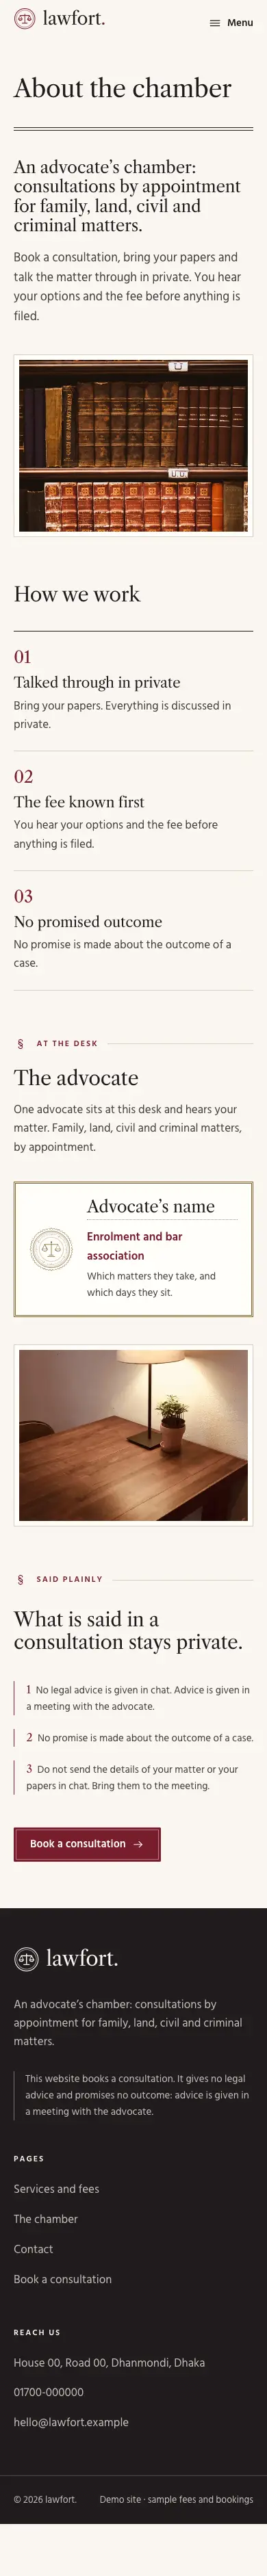 lawfort.
Menu
About the chamber
An advocate’s chamber:
consultations by appointment
for family, land, civil and
criminal matters.
Book a consultation, bring your papers and
talk the matter through in private. You hear
your options and the fee before anything is
filed.
How we work
01
Talked through in private
Bring your papers. Everything is discussed in
private.
02
The fee known first
You hear your options and the fee before
anything is filed.
03
No promised outcome
No promise is made about the outcome of a
case.
§ AT THE DESK
The advocate
One advocate sits at this desk and hears your
matter. Family, land, civil and criminal matters,
by appointment.
Advocate’s name
Enrolment and bar
association
Which matters they take, and
which days they sit.
§ SAID PLAINLY
What is said in a
consultation stays private.
1 No legal advice is given in chat. Advice is given in
a meeting with the advocate.
2 No promise is made about the outcome of a case.
3 Do not send the details of your matter or your
papers in chat. Bring them to the meeting.
Book a consultation →
lawfort.
An advocate’s chamber: consultations by
appointment for family, land, civil and criminal
matters.
This website books a consultation. It gives no legal
advice and promises no outcome: advice is given in
a meeting with the advocate.
PAGES
Services and fees
The chamber
Contact
Book a consultation
REACH US
House 00, Road 00, Dhanmondi, Dhaka
01700-000000
hello@lawfort.example
© 2026 lawfort.
Demo site · sample fees and bookings